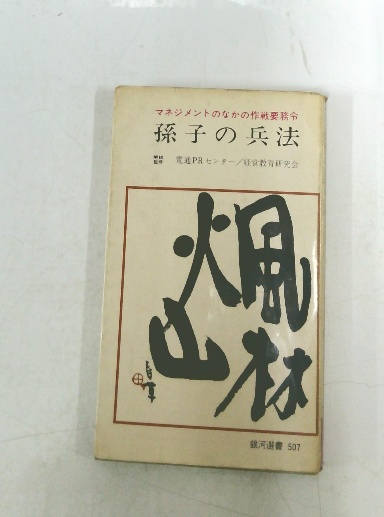 マネジメントのなかの作戦要務令
孫子の兵法
電通PRセンター/経営教育研究会
風林
火山
銀河選書 507